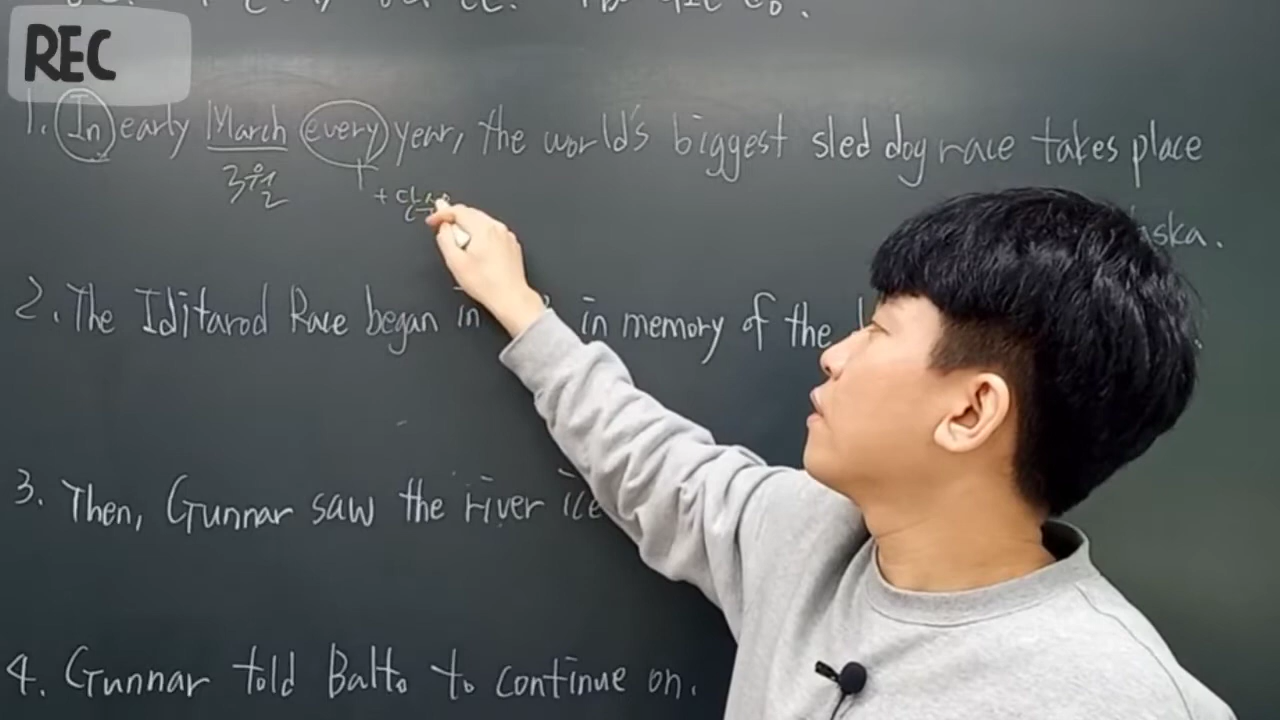 REC
1. In early March every year, the world's biggest sled dog race takes place
3월
+ 단수
aska.
2. The Iditarod Race began in in memory of the
3. Then, Gunnar saw the river ice
4. Gunnar told Balto to continue on.